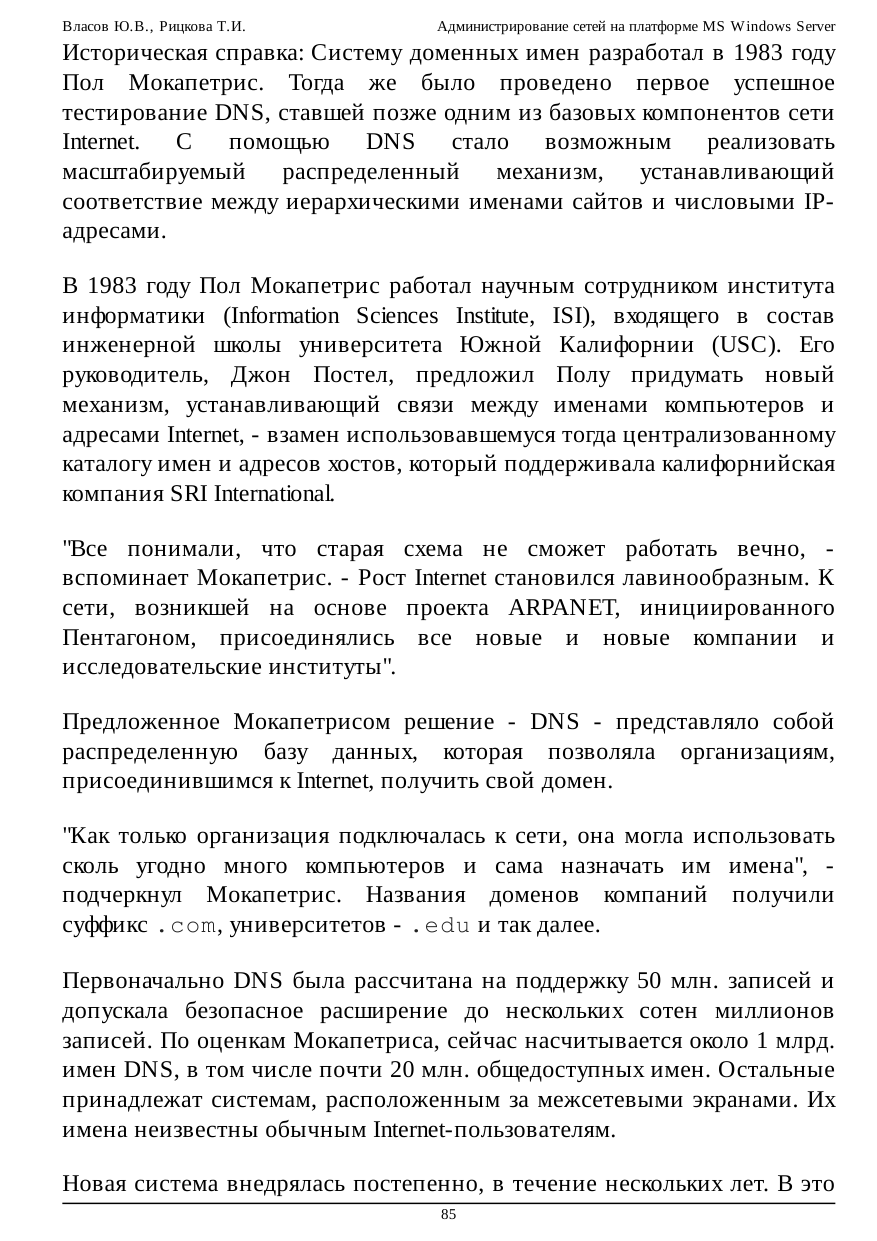 Власов Ю.В., Рицкова Т.И. Администрирование сетей на платформе MS Windows Server
Историческая справка: Систему доменных имен разработал в 1983 году
Пол Мокапетрис. Тогда же было проведено первое успешное
тестирование DNS, ставшей позже одним из базовых компонентов сети
Internet. С помощью DNS стало возможным реализовать
масштабируемый распределенный механизм, устанавливающий
соответствие между иерархическими именами сайтов и числовыми IP-
адресами.
В 1983 году Пол Мокапетрис работал научным сотрудником института
информатики (Information Sciences Institute, ISI), входящего в состав
инженерной школы университета Южной Калифорнии (USC). Его
руководитель, Джон Постел, предложил Полу придумать новый
механизм, устанавливающий связи между именами компьютеров и
адресами Internet, - взамен использовавшемуся тогда централизованному
каталогу имен и адресов хостов, который поддерживала калифорнийская
компания SRI International.
"Все понимали, что старая схема не сможет работать вечно, -
вспоминает Мокапетрис. - Рост Internet становился лавинообразным. К
сети, возникшей на основе проекта ARPANET, инициированного
Пентагоном, присоединялись все новые и новые компании и
исследовательские институты".
Предложенное Мокапетрисом решение - DNS - представляло собой
распределенную базу данных, которая позволяла организациям,
присоединившимся к Internet, получить свой домен.
"Как только организация подключалась к сети, она могла использовать
сколь угодно много компьютеров и сама назначать им имена", -
подчеркнул Мокапетрис. Названия доменов компаний получили
суффикс .com, университетов - .edu и так далее.
Первоначально DNS была рассчитана на поддержку 50 млн. записей и
допускала безопасное расширение до нескольких сотен миллионов
записей. По оценкам Мокапетриса, сейчас насчитывается около 1 млрд.
имен DNS, в том числе почти 20 млн. общедоступных имен. Остальные
принадлежат системам, расположенным за межсетевыми экранами. Их
имена неизвестны обычным Internet-пользователям.
Новая система внедрялась постепенно, в течение нескольких лет. В это
85